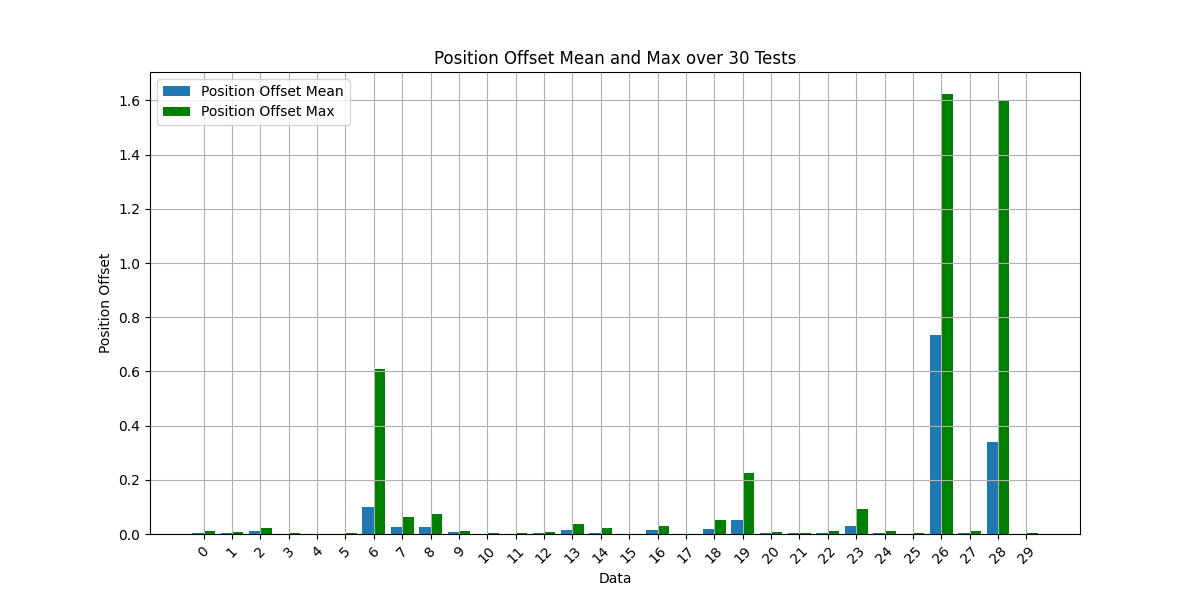 Position Offset Mean and Max over 30 Tests
Position Offset Mean
Position Offset Max
Position Offset
1.6
1.4
1.2
1.0
0.8
0.6
0.4
0.2
0.0
0 1 2 3 4 5 6 7 8 9 10 11 12 13 14 15 16 17 18 19 20 21 22 23 24 25 26 27 28 29
Data